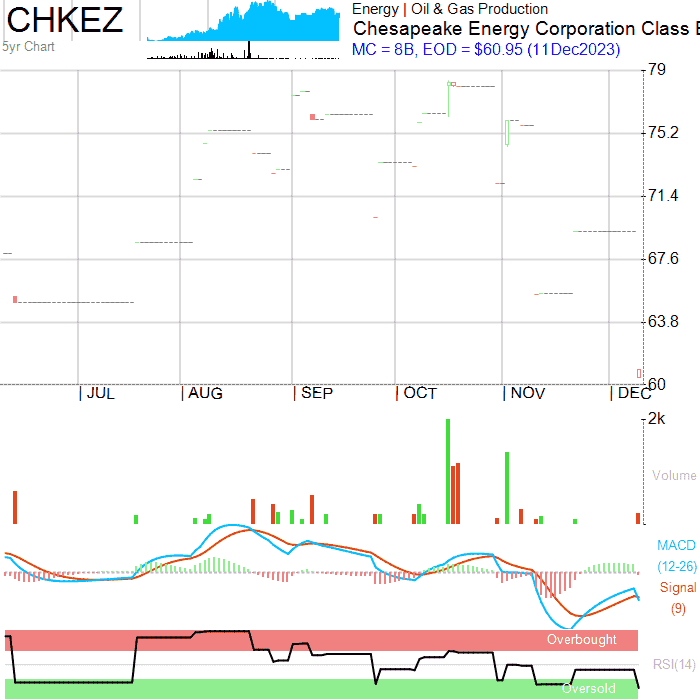 CHKEZ
5yr Chart
Energy | Oil & Gas Production
Chesapeake Energy Corporation Class
MC = 8B, EOD = $60.95 (11Dec2023)
79
75.2
71.4
67.6
63.8
60
| JUL | AUG | SEP | OCT | NOV | DEC
2k
Volume
MACD
(12-26)
Signal
(9)
Overbought
RSI(14)
Oversold